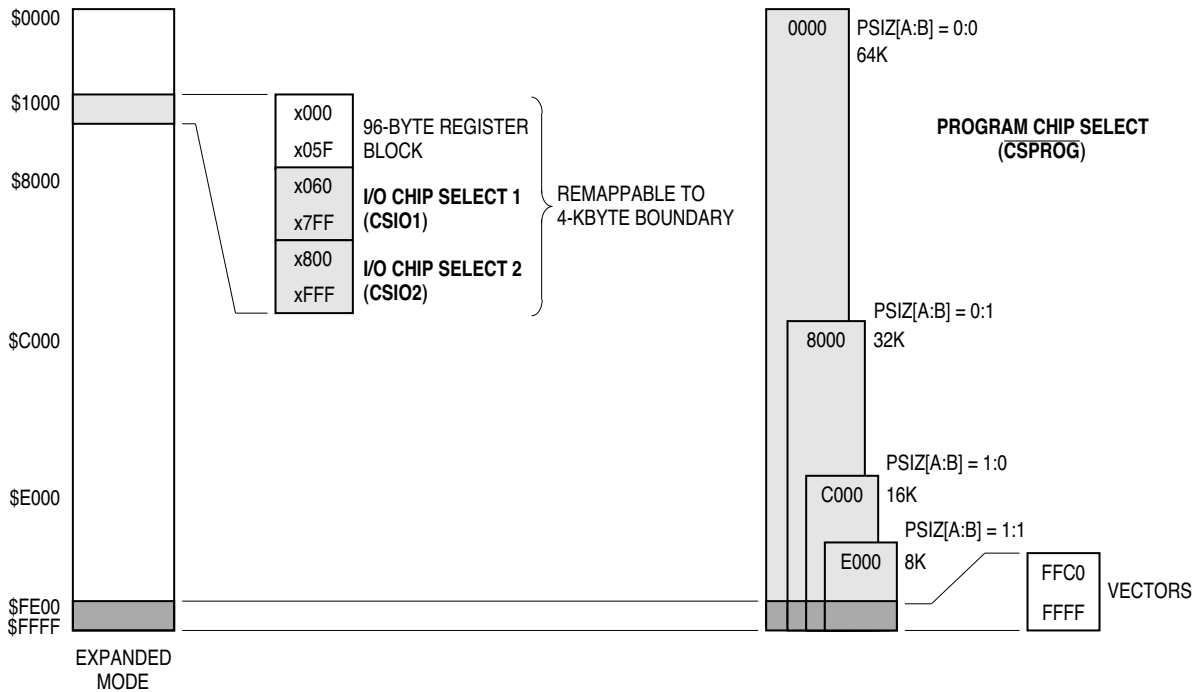 $0000
$1000
$8000
$C000
$E000
$FE00
$FFFF
EXPANDED
MODE
x000
x05F
96-BYTE REGISTER
BLOCK
x060
x7FF
I/O CHIP SELECT 1
(CSIO1)
x800
xFFF
I/O CHIP SELECT 2
(CSIO2)
REMAPPABLE TO
4-KBYTE BOUNDARY
0000
PSIZ[A:B] = 0:0
64K
PROGRAM CHIP SELECT
(CSPROG)
8000
PSIZ[A:B] = 0:1
32K
C000
PSIZ[A:B] = 1:0
16K
E000
PSIZ[A:B] = 1:1
8K
FFC0
FFFF
VECTORS